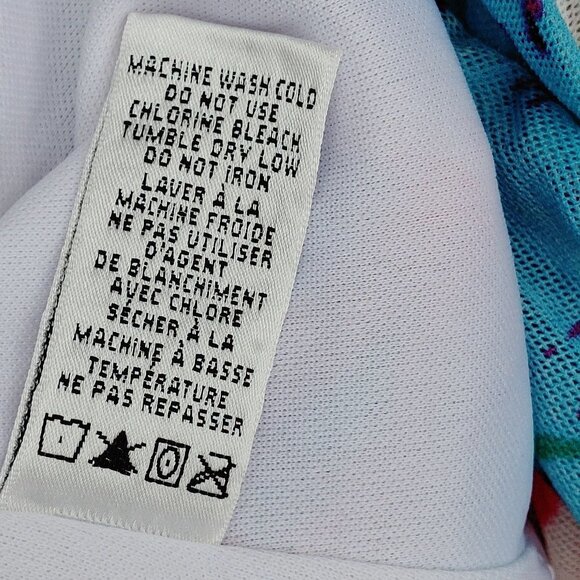 MACHINE WASH COLD
DO NOT USE
CHLORINE BLEACH
TUMBLE DRY LOW
DO NOT IRON
LAVER À LA
MACHINE FROIDE
NE PAS UTILISER
D'AGENT
DE BLANCHIMENT
AVEC CHLORE
SÉCHER À LA
MACHINE À BASSE
TEMPÉRATURE
NE PAS REPASSER